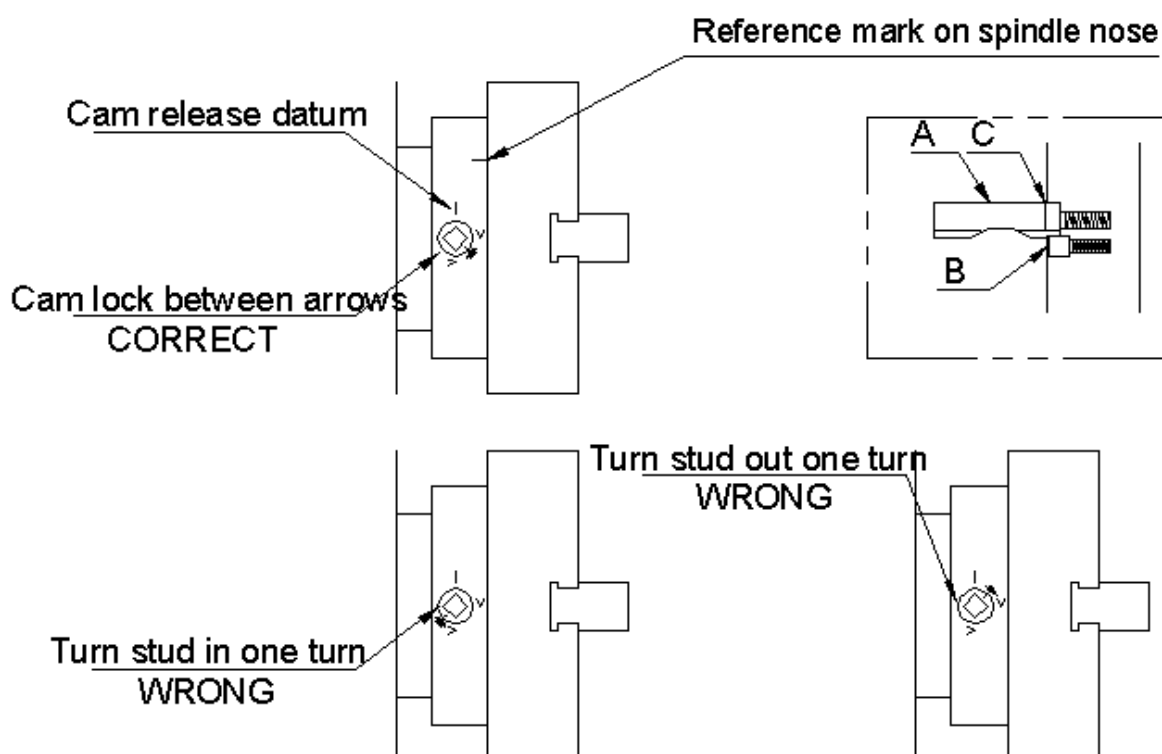 Reference mark on spindle nose
Cam release datum
A
C
B
Cam lock between arrows
CORRECT
Turn stud out one turn
WRONG
Turn stud in one turn
WRONG